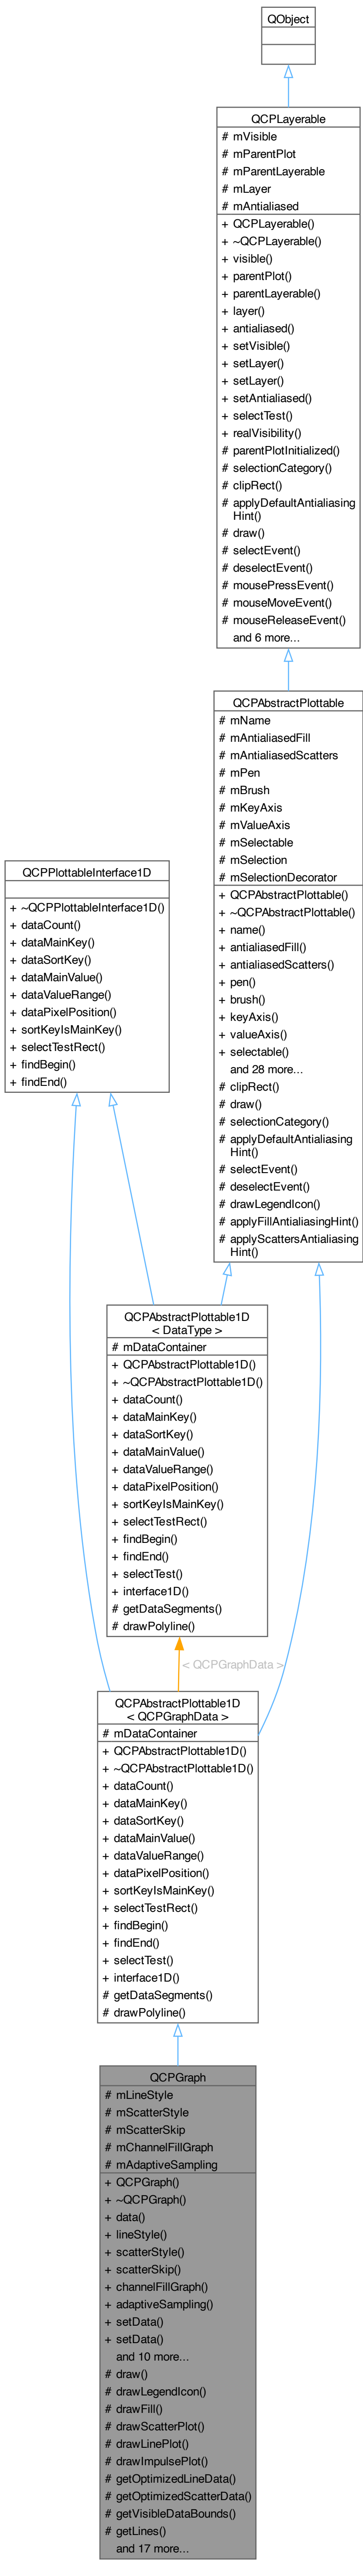 QObject
QCPLayerable
# mVisible
# mParentPlot
# mParentLayerable
# mLayer
# mAntialiased
+ QCPLayerable()
+ ~QCPLayerable()
+ visible()
+ parentPlot()
+ parentLayerable()
+ layer()
+ antialiased()
+ setVisible()
+ setLayer()
+ setLayer()
+ setAntialiased()
+ selectTest()
+ realVisibility()
# parentPlotInitialized()
# selectionCategory()
# clipRect()
# applyDefaultAntialiasing
Hint()
# draw()
# selectEvent()
# deselectEvent()
# mousePressEvent()
# mouseMoveEvent()
# mouseReleaseEvent()
and 6 more...
QCPAbstractPlottable
# mName
# mAntialiasedFill
# mAntialiasedScatters
# mPen
# mBrush
# mKeyAxis
# mValueAxis
# mSelectable
# mSelection
# mSelectionDecorator
+ QCPAbstractPlottable()
+ ~QCPAbstractPlottable()
+ name()
+ antialiasedFill()
+ antialiasedScatters()
+ pen()
+ brush()
+ keyAxis()
+ valueAxis()
+ selectable()
and 28 more...
# clipRect()
# draw()
# selectionCategory()
# applyDefaultAntialiasing
Hint()
# selectEvent()
# deselectEvent()
# drawLegendIcon()
# applyFillAntialiasingHint()
# applyScattersAntialiasing
Hint()
QCPPlottableInterface1D
+ ~QCPPlottableInterface1D()
+ dataCount()
+ dataMainKey()
+ dataSortKey()
+ dataMainValue()
+ dataValueRange()
+ dataPixelPosition()
+ sortKeyIsMainKey()
+ selectTestRect()
+ findBegin()
+ findEnd()
QCPAbstractPlottable1D
< DataType >
# mDataContainer
+ QCPAbstractPlottable1D()
+ ~QCPAbstractPlottable1D()
+ dataCount()
+ dataMainKey()
+ dataSortKey()
+ dataMainValue()
+ dataValueRange()
+ dataPixelPosition()
+ sortKeyIsMainKey()
+ selectTestRect()
+ findBegin()
+ findEnd()
+ selectTest()
+ interface1D()
# getDataSegments()
# drawPolyline()
< QCPGraphData >
QCPAbstractPlottable1D
< QCPGraphData >
# mDataContainer
+ QCPAbstractPlottable1D()
+ ~QCPAbstractPlottable1D()
+ dataCount()
+ dataMainKey()
+ dataSortKey()
+ dataMainValue()
+ dataValueRange()
+ dataPixelPosition()
+ sortKeyIsMainKey()
+ selectTestRect()
+ findBegin()
+ findEnd()
+ selectTest()
+ interface1D()
# getDataSegments()
# drawPolyline()
QCPGraph
# mLineStyle
# mScatterStyle
# mScatterSkip
# mChannelFillGraph
# mAdaptiveSampling
+ QCPGraph()
+ ~QCPGraph()
+ data()
+ lineStyle()
+ scatterStyle()
+ scatterSkip()
+ channelFillGraph()
+ adaptiveSampling()
+ setData()
+ setData()
and 10 more...
# draw()
# drawLegendIcon()
# drawFill()
# drawScatterPlot()
# drawLinePlot()
# drawImpulsePlot()
# getOptimizedLineData()
# getOptimizedScatterData()
# getVisibleDataBounds()
# getLines()
and 17 more...